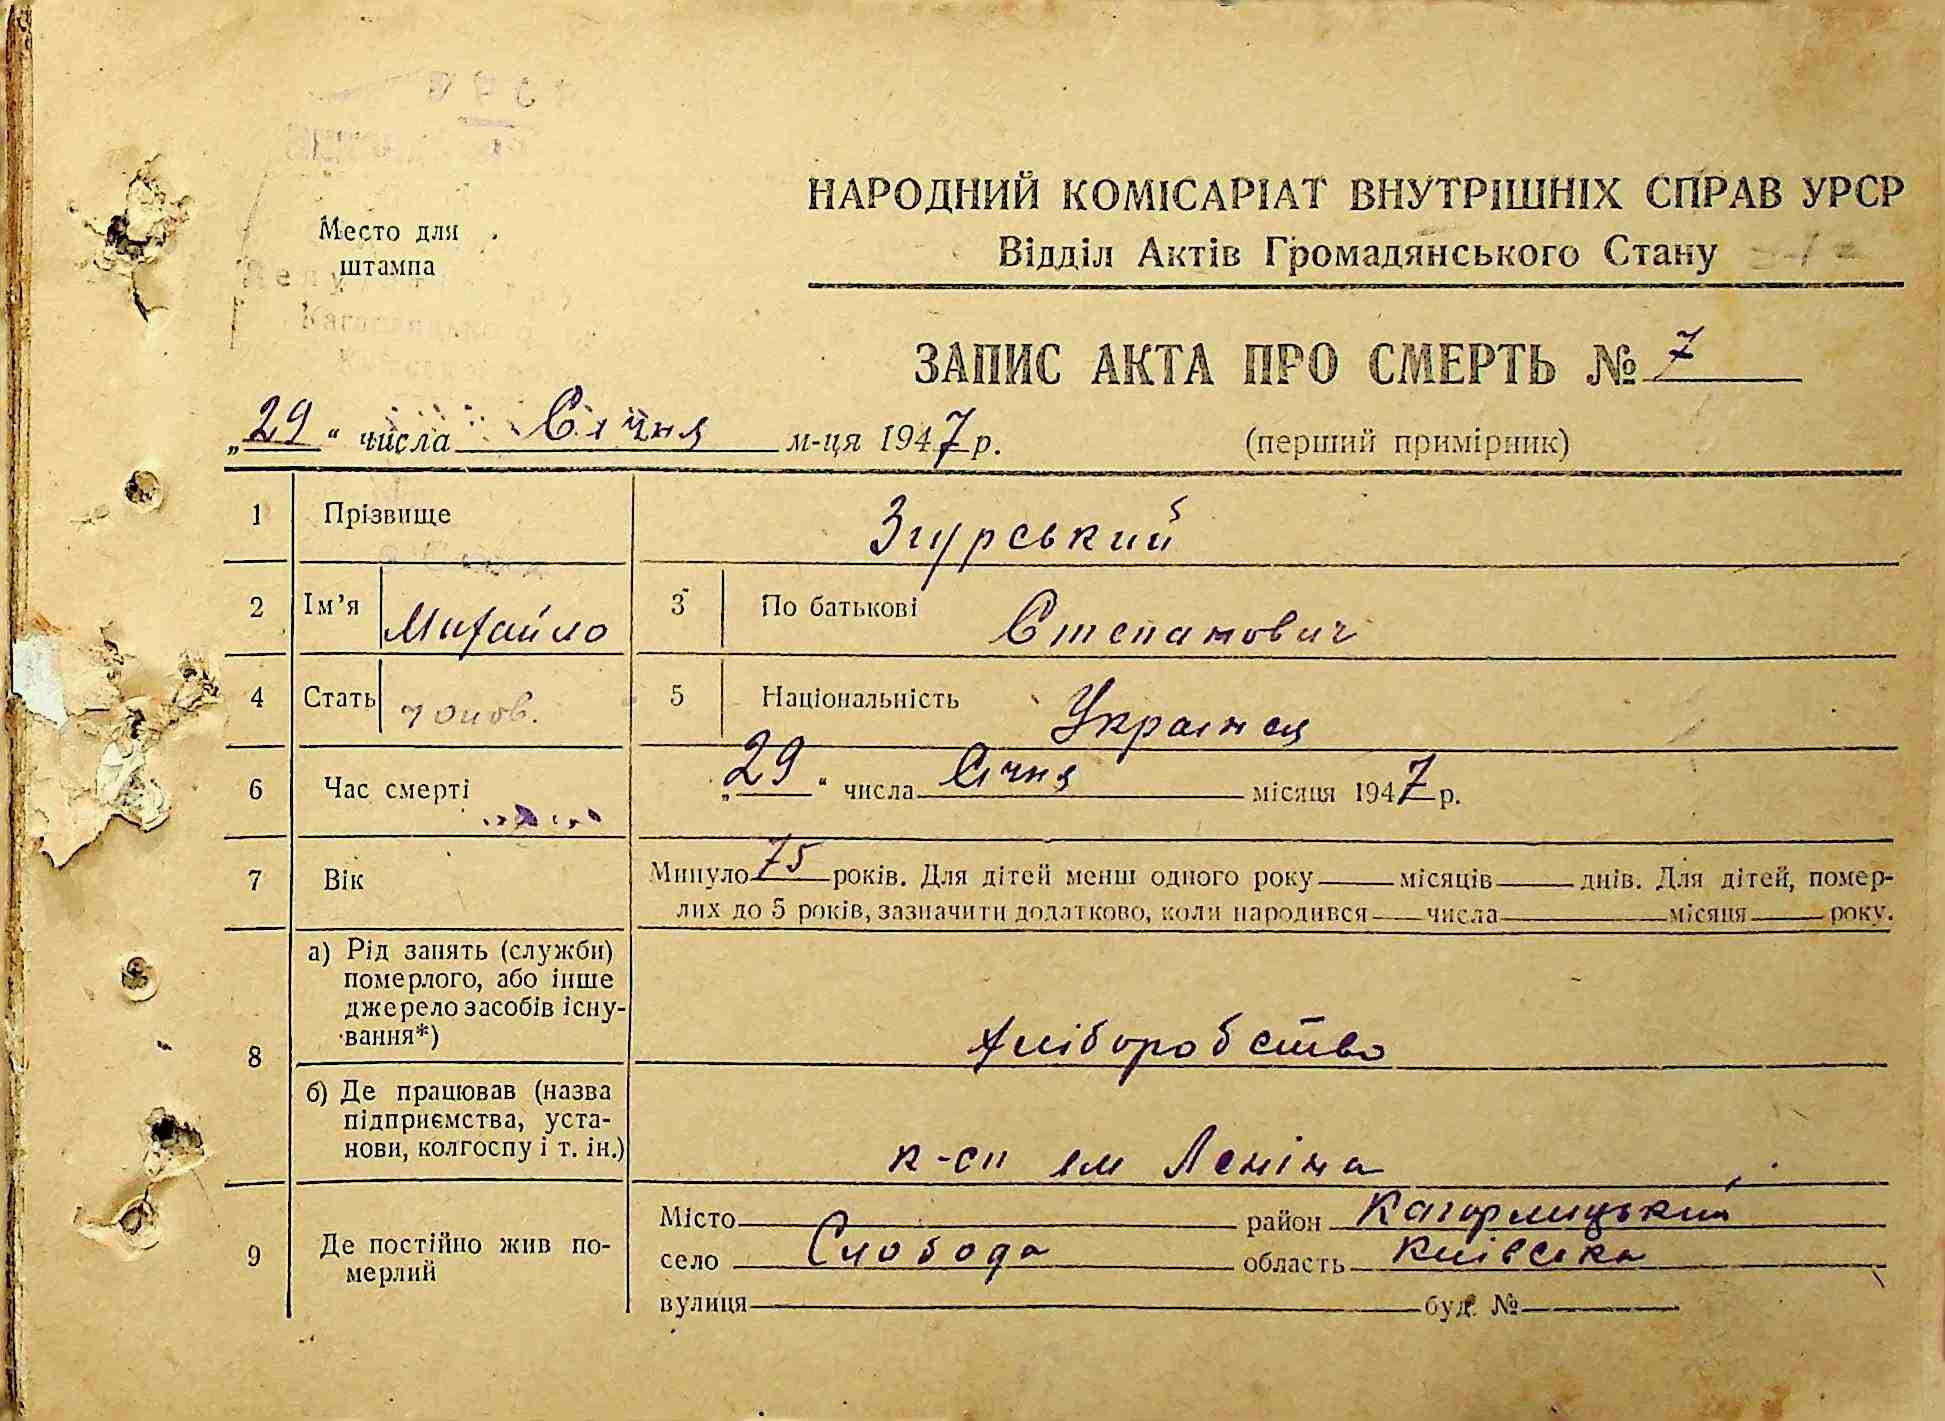 УРСР
Место для
штампа
НАРОДНИЙ КОМІСАРІАТ ВНУТРІШНІХ СПРАВ УРСР
Відділ Актів Громадянського Стану
ЗАПИС АКТА ПРО СМЕРТЬ № 7
„29“ числа Січня м-ця 1947 р. (перший примірник)
1 Прізвище Згурський
2 Ім’я Михайло 3 По батькові Степанович
4 Стать чолов. 5 Національність Українся
6 Час смерті „29“ числа Січня місяця 1947 р.
7 Вік Минуло 75 років. Для дітей менш одного року місяців днів. Для дітей, помер-
лих до 5 років, зазначити додатково, коли народився числа місяця року.
8 а) Рід занять (служби)
померлого, або інше
джерело засобів існу-
вання*) хліборобство
б) Де працював (назва
підприємства, уста-
нови, колгоспу і т. ін.) к-сп ім Леніна
9 Де постійно жив по-
мерлий
Місто район Кагорлицький
село Слобода область Київська
вулиця буд. №